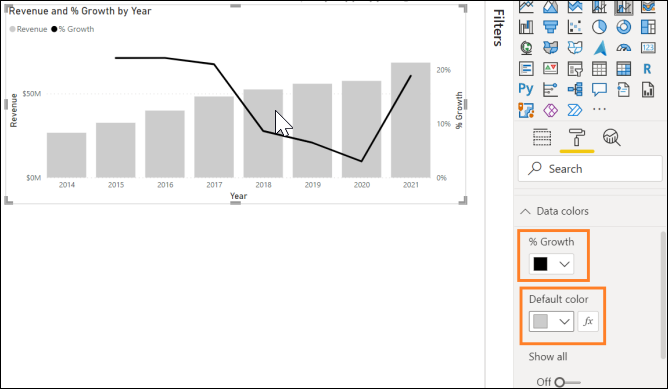 Revenue and % Growth by Year
Revenue % Growth
$50M
$0M
Revenue
20%
10%
0%
% Growth
2014 2015 2016 2017 2018 2019 2020 2021
Year
Filters
123
R
Py
...
Search
Data colors
% Growth
Default color
fx
Show all
Off